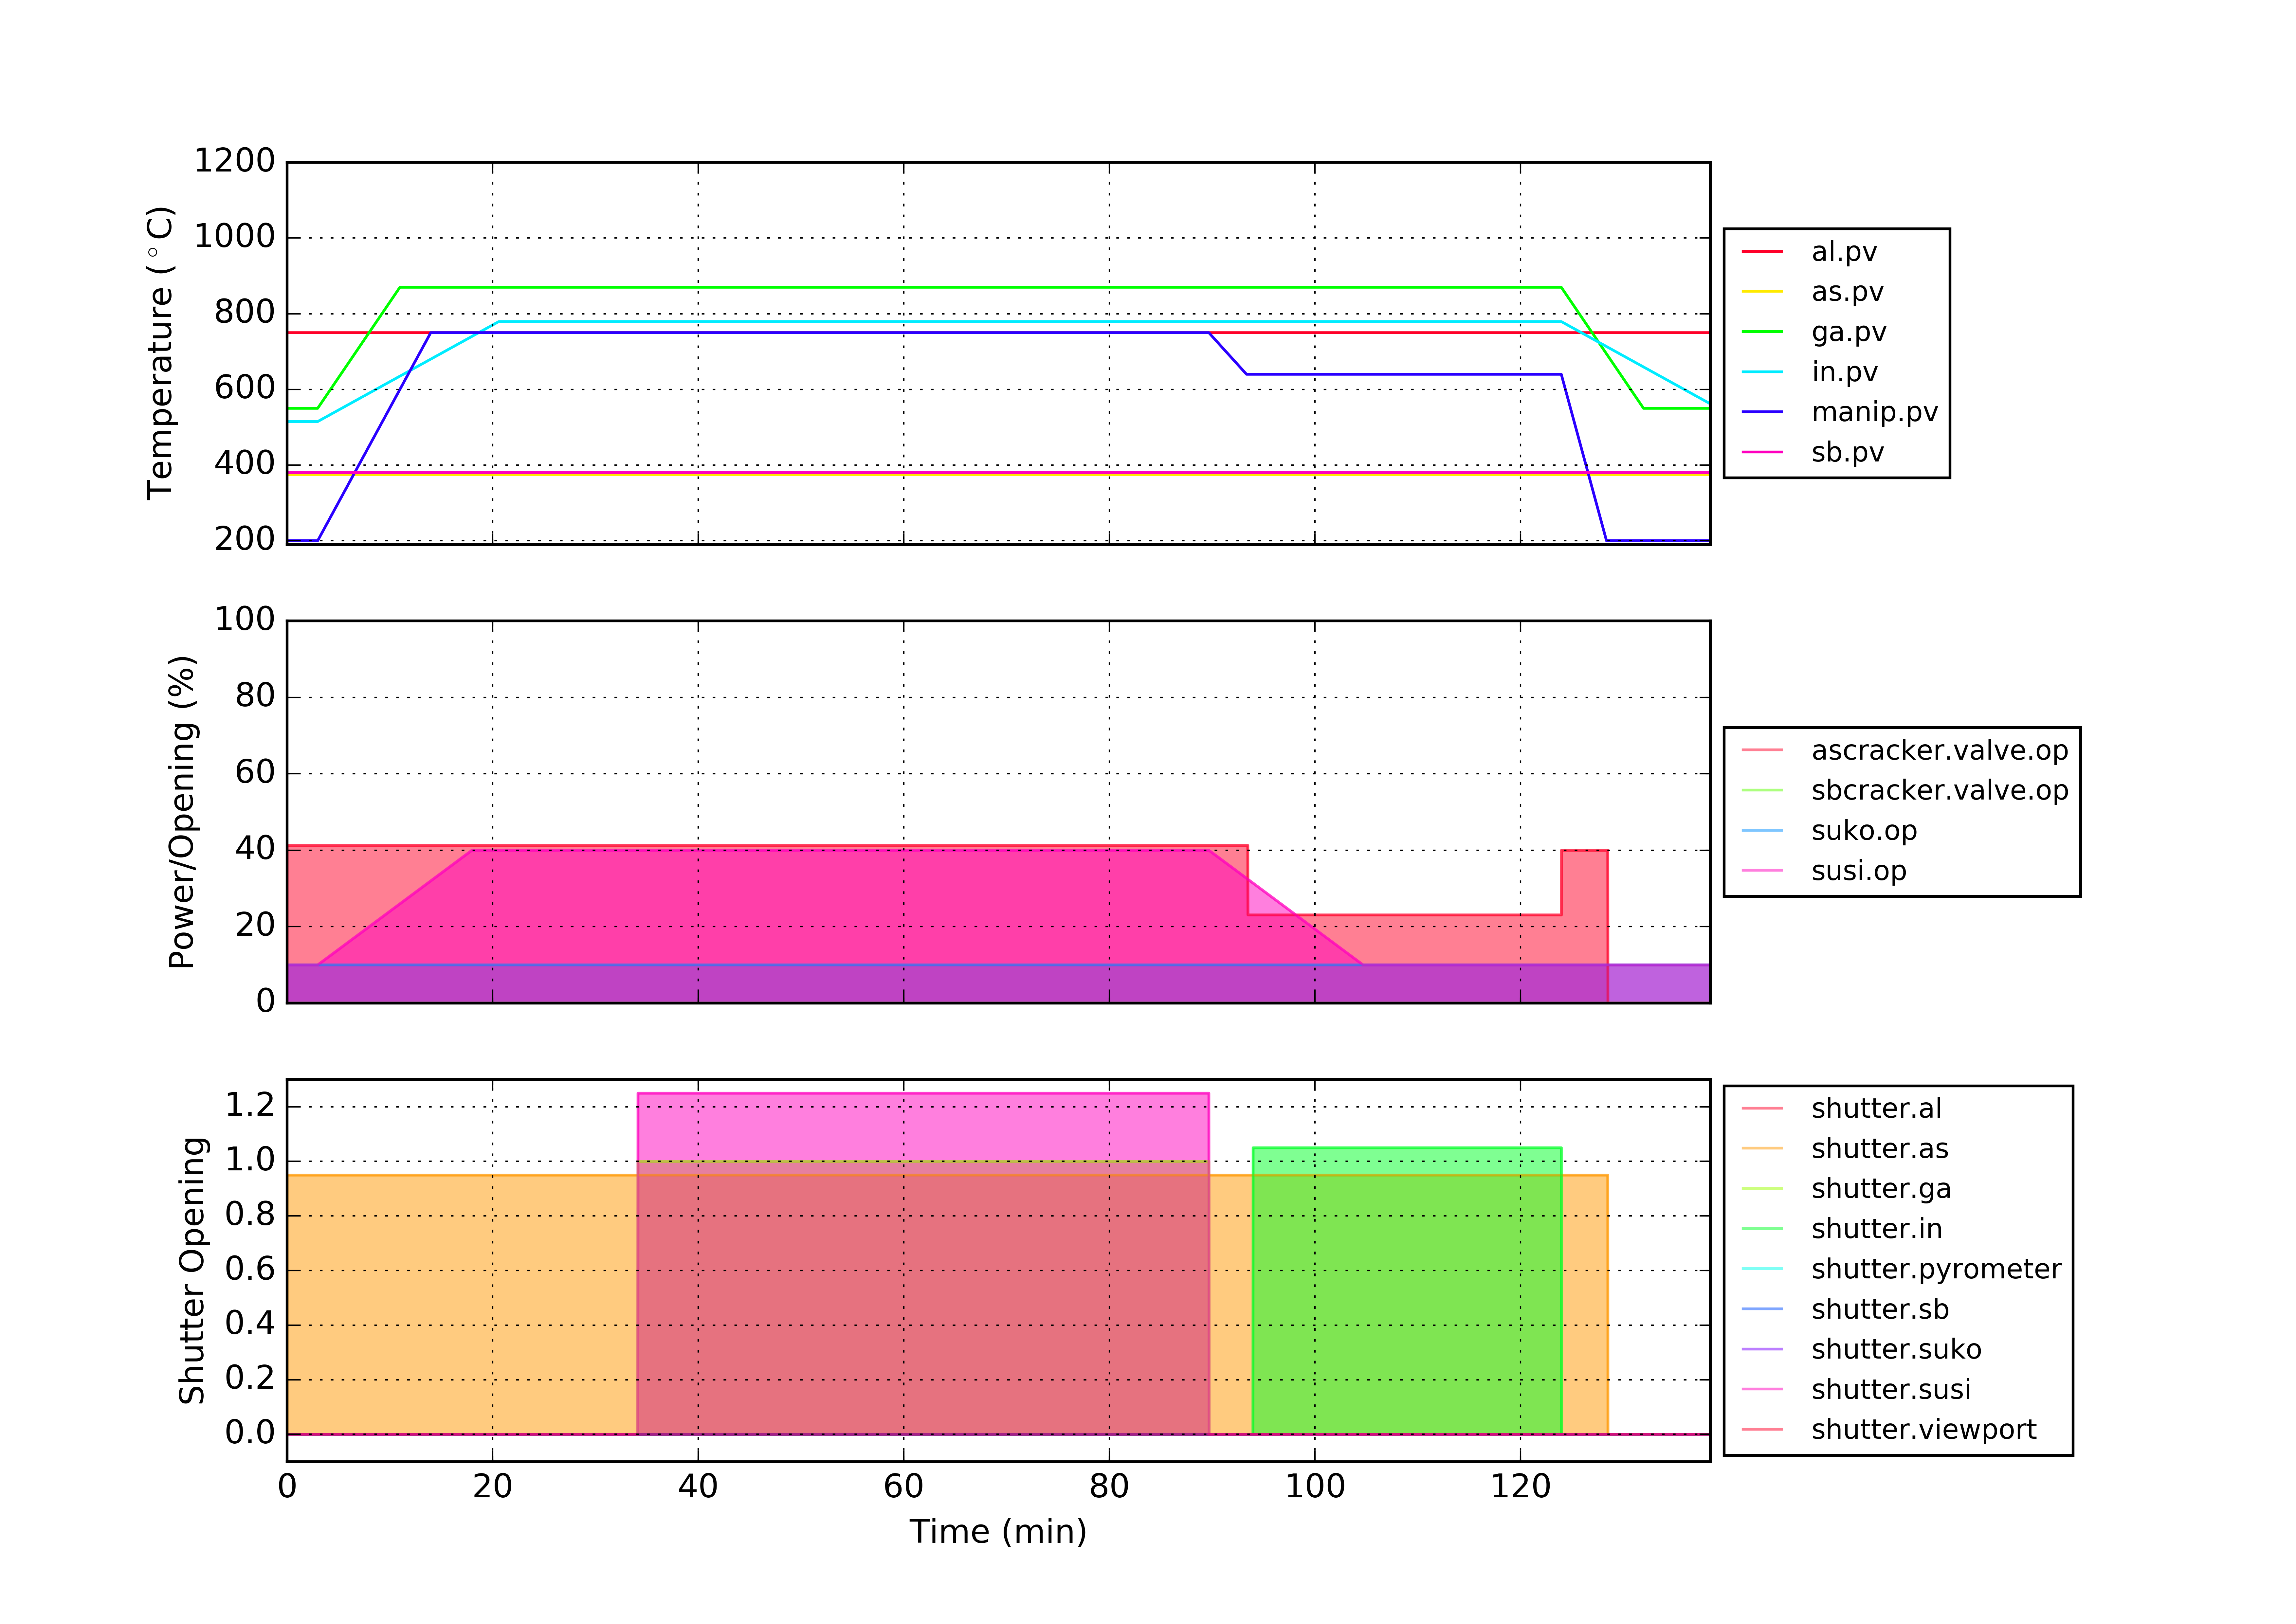 1200
1000
800
600
400
200
Temperature (°C)
al.pv
as.pv
ga.pv
in.pv
manip.pv
sb.pv
100
80
60
40
20
0
Power/Opening (%)
ascracker.valve.op
sbcracker.valve.op
suko.op
susi.op
1.2
1.0
0.8
0.6
0.4
0.2
0.0
Shutter Opening
shutter.al
shutter.as
shutter.ga
shutter.in
shutter.pyrometer
shutter.sb
shutter.suko
shutter.susi
shutter.viewport
0 20 40 60 80 100 120
Time (min)